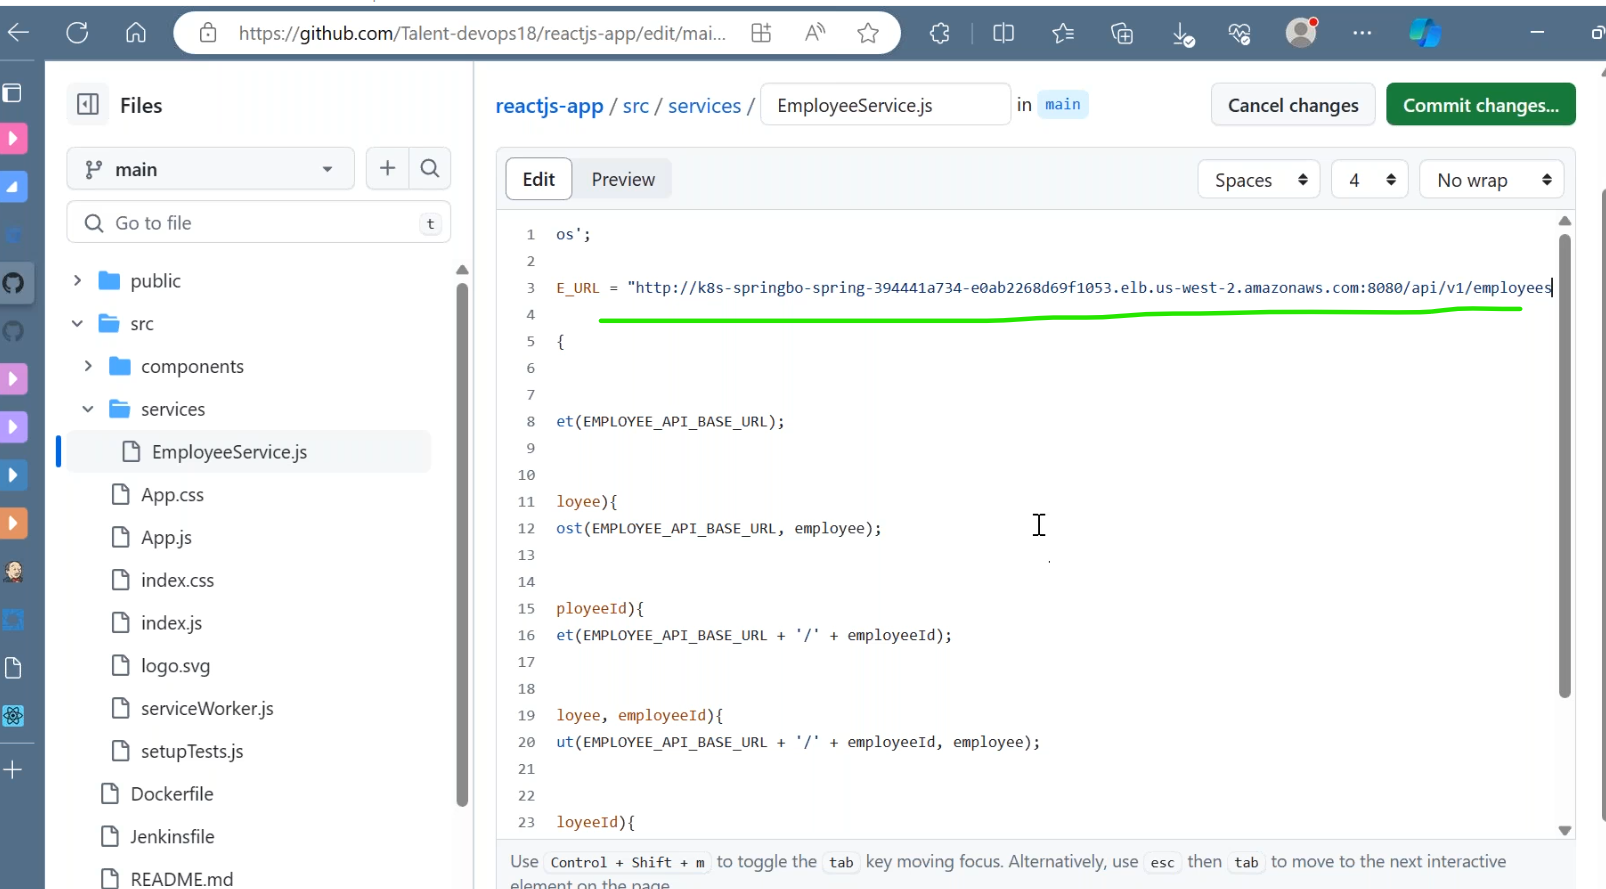 https://github.com/Talent-devops18/reactjs-app/edit/mai...
Files
reactjs-app / src / services / EmployeeService.js in main
Cancel changes
Commit changes...
main
Go to file
t
Edit
Preview
Spaces
4
No wrap
public
src
components
services
EmployeeService.js
App.css
App.js
index.css
index.js
logo.svg
serviceWorker.js
setupTests.js
Dockerfile
Jenkinsfile
README.md
1 os';
2
3 E_URL = "http://k8s-springbo-spring-394441a734-e0ab2268d69f1053.elb.us-west-2.amazonaws.com:8080/api/v1/employees
4
5 {
6
7
8 et(EMPLOYEE_API_BASE_URL);
9
10
11 loyee){
12 ost(EMPLOYEE_API_BASE_URL, employee);
13
14
15 ployeeId){
16 et(EMPLOYEE_API_BASE_URL + '/' + employeeId);
17
18
19 loyee, employeeId){
20 ut(EMPLOYEE_API_BASE_URL + '/' + employeeId, employee);
21
22
23 loyeeId){
Use Control + Shift + m to toggle the tab key moving focus. Alternatively, use esc then tab to move to the next interactive
element on the page